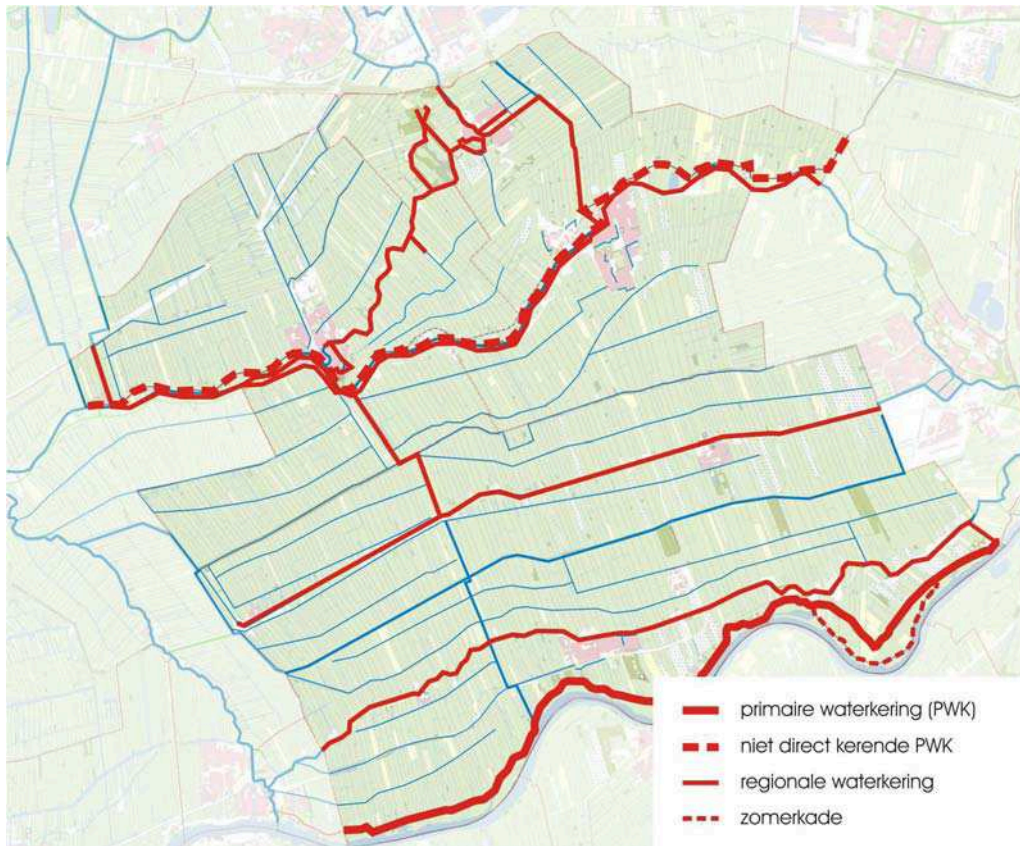 primaire waterkering (PWK)
niet direct kerende PWK
regionale waterkering
zomerkade